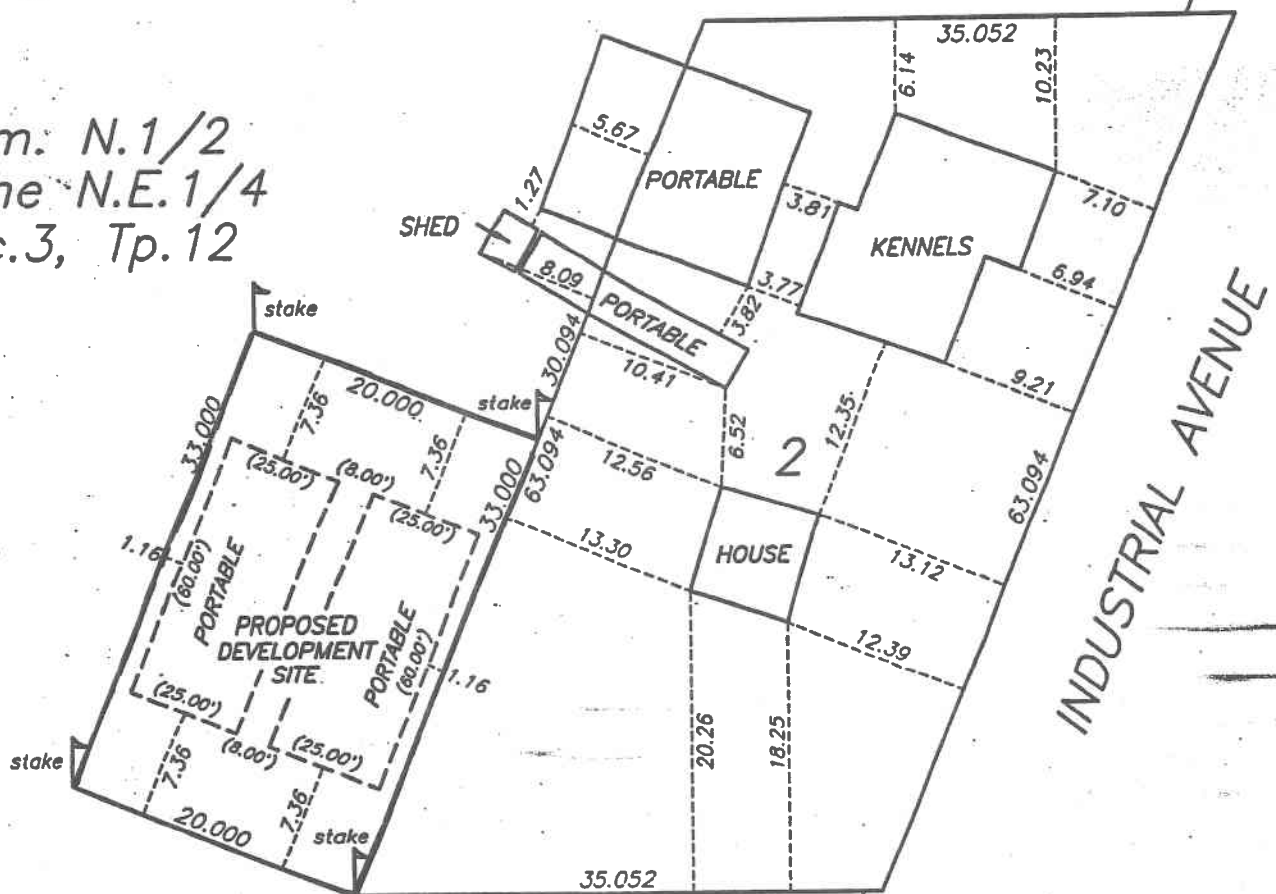 m. N.1/2
ne N.E.1/4
c.3, Tp.12
35.052
6.14
10.23
5.67
PORTABLE
1.27
3.81
7.10
SHED
KENNELS
8.09
3.77
6.94
PORTABLE
3.82
stake
30.094
10.41
9.21
20.000
stake
12.35
INDUSTRIAL AVENUE
33.000
7.36
7.36
6.52
2
63.094
12.56
(25.00')
(8.00')
(25.00')
33.000
63.094
13.30
HOUSE
13.12
1.16
(60.00')
PORTABLE
PROPOSED
DEVELOPMENT
SITE
PORTABLE
(60.00')
1.16
12.39
(25.00')
(8.00')
(25.00')
20.26
18.25
stake
7.36
7.36
20.000
stake
35.052